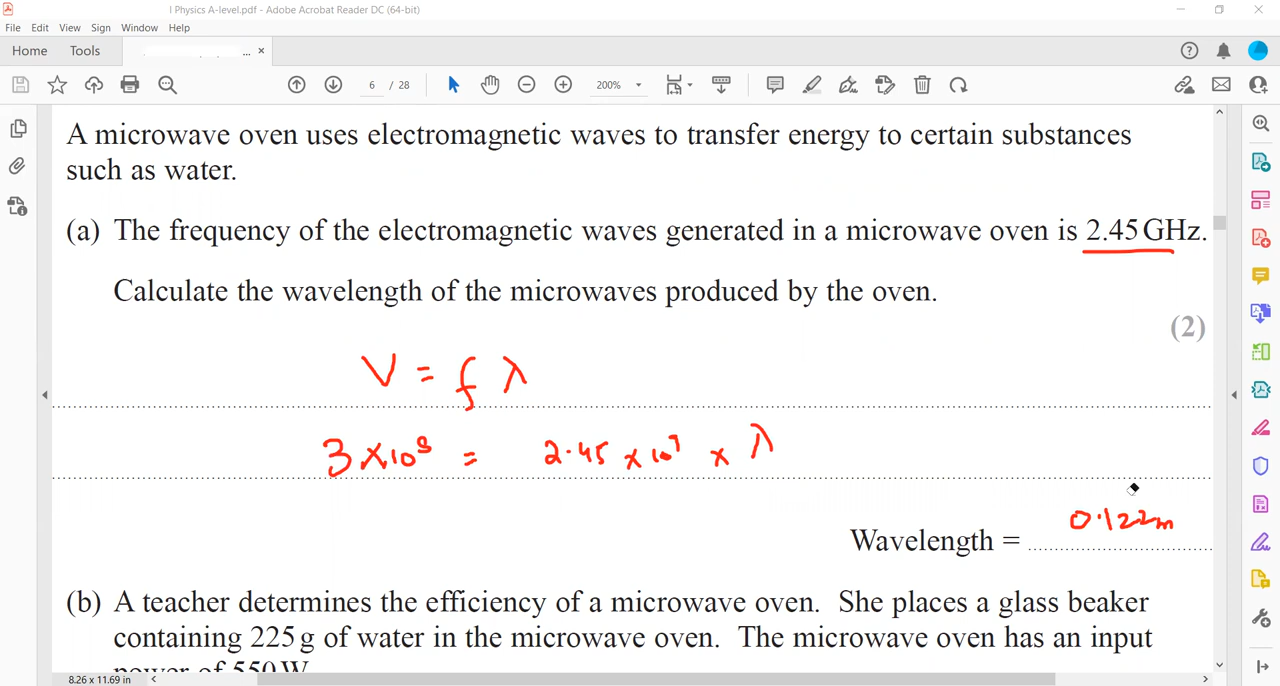 l Physics A-level.pdf - Adobe Acrobat Reader DC (64-bit)
File Edit View Sign Window Help
Home Tools ... ×
6 / 28 200%
A microwave oven uses electromagnetic waves to transfer energy to certain substances
such as water.
(a) The frequency of the electromagnetic waves generated in a microwave oven is 2.45 GHz.
Calculate the wavelength of the microwaves produced by the oven.
(2)
V = f λ
3 × 10⁸ = 2.45 × 10⁹ × λ
0.122m
Wavelength =
(b) A teacher determines the efficiency of a microwave oven. She places a glass beaker
containing 225 g of water in the microwave oven. The microwave oven has an input
power of 550 W.
8.26 x 11.69 in